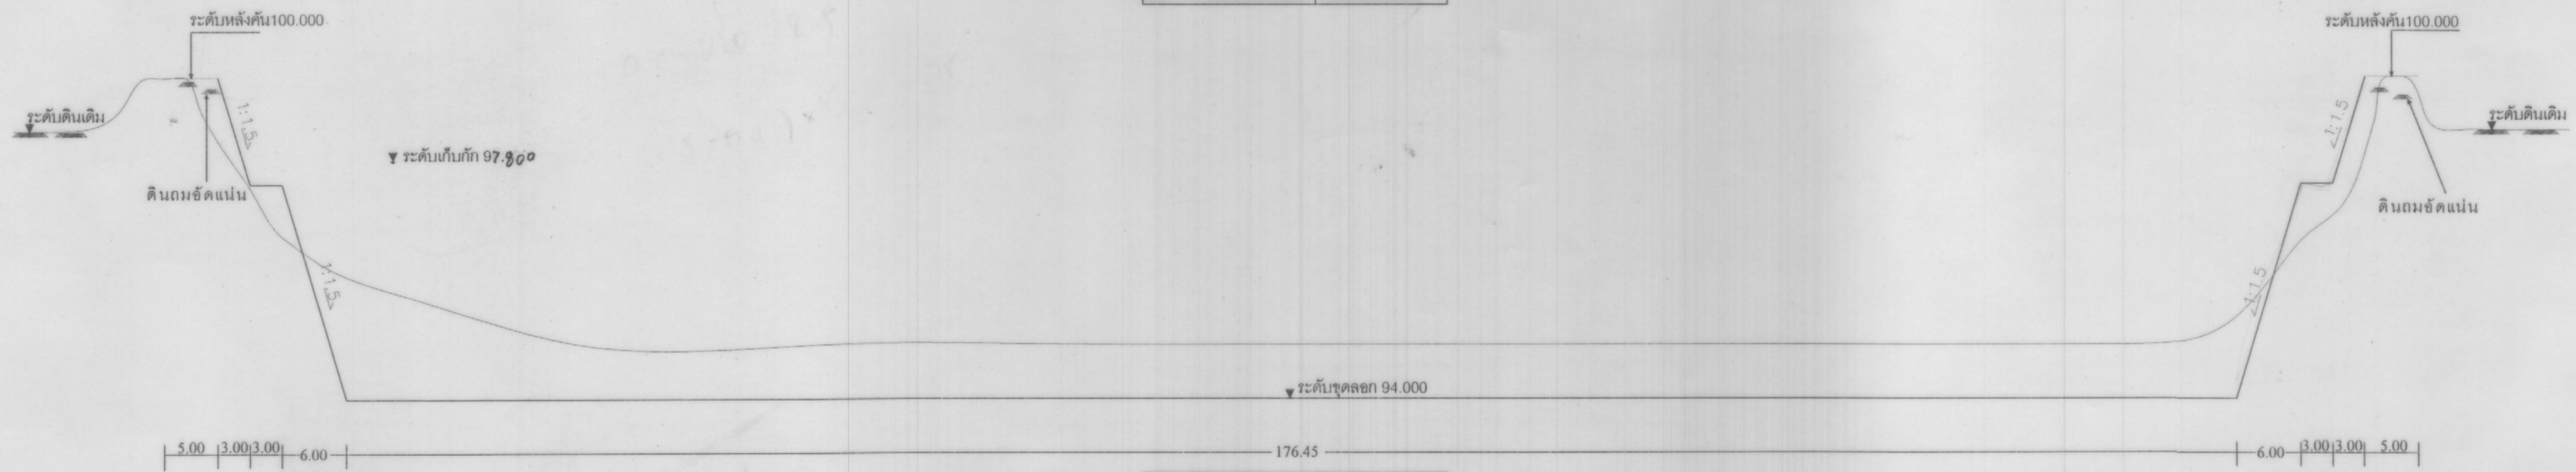 ระดับหลังคัน100.000
ระดับหลังคัน100.000
ระดับดินเดิม
1:1.5
1:1.5
ระดับดินเดิม
ระดับเก็บกัก 97.800
ดินถมอัดแน่น
ดินถมอัดแน่น
1:1.5
1:1.5
ระดับขุดลอก 94.000
5.00 3.00 3.00 6.00 176.45 6.00 3.00 3.00 5.00